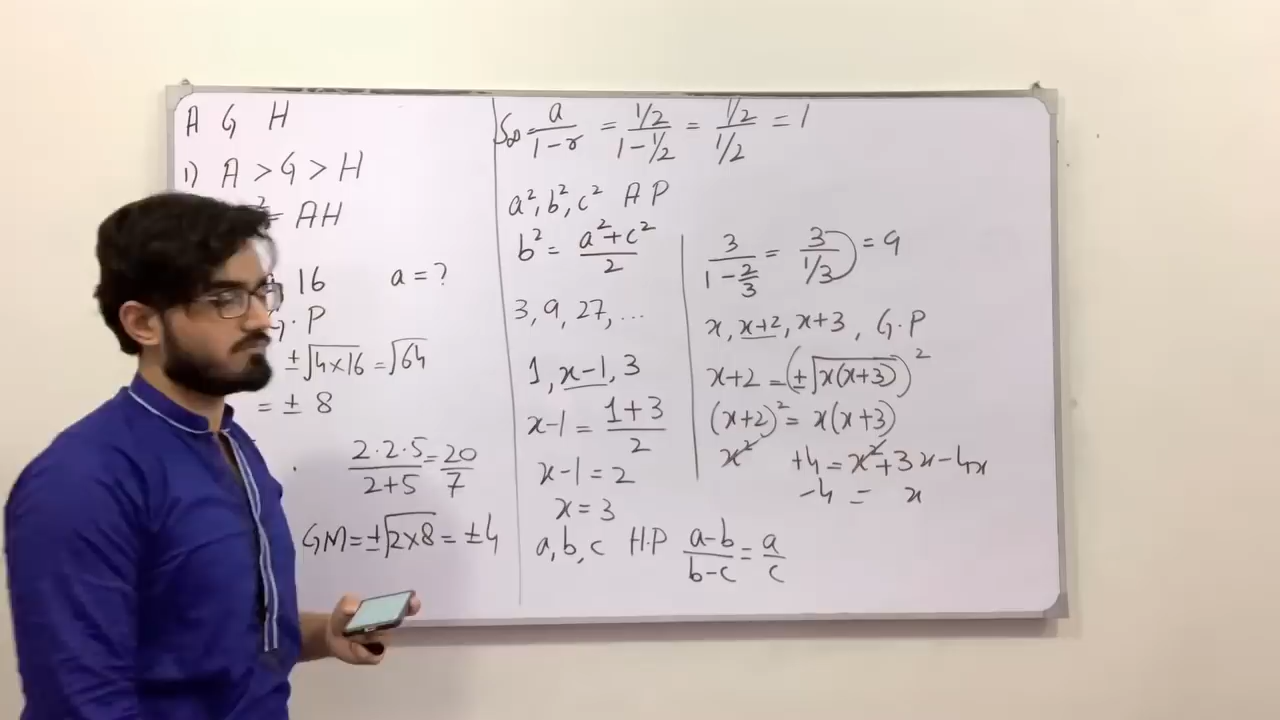 A G H
1) A > G > H
² = AH
16 a = ?
G.P
±√4×16 = √64
= ± 8
. 2·2·5/2+5 = 20/7
GM = ±√2×8 = ±4
S∞ = a/1-r = 1/2/1-1/2 = 1/2/1/2 = 1
a², b², c² A P
b² = a²+c²/2
3, 9, 27, ...
1, x-1, 3
x-1 = 1+3/2
x-1 = 2
x = 3
a, b, c H.P a-b/b-c = a/c
3/1-2/3 = 3/1/3 = 9
x, x+2, x+3, G.P
x+2 = (±√x(x+3))²
(x+2)² = x(x+3)
x² +4 = x²+3x-4x
-4 = x